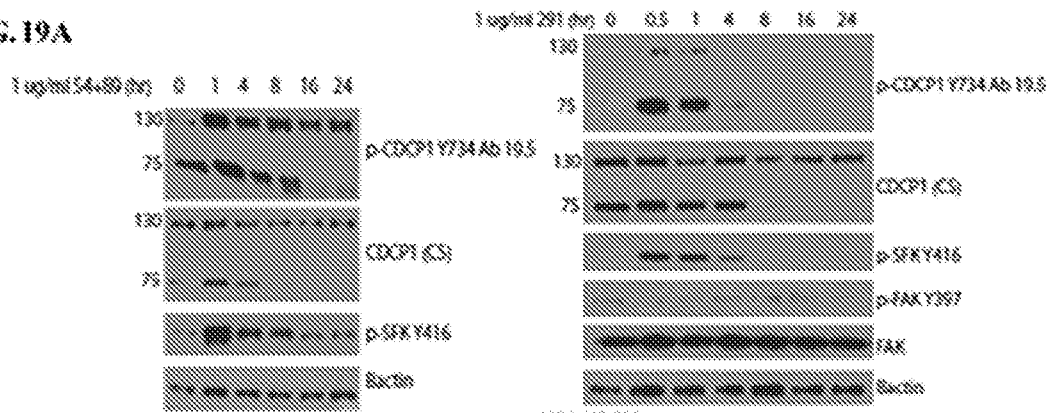 G. 19A
1 ug/ml 54+89 (hr) 0 1 4 8 16 24
130
75
p-CDCP1 Y734 Ab 19.5
130
75
CDCP1 (CS)
p-SFK Y416
Bactin
1 ug/ml 291 (hr) 0 0.5 1 4 8 16 24
130
75
p-CDCP1 Y734 Ab 19.5
130
75
CDCP1 (CS)
p-SFK Y416
p-FAK Y397
FAK
Bactin